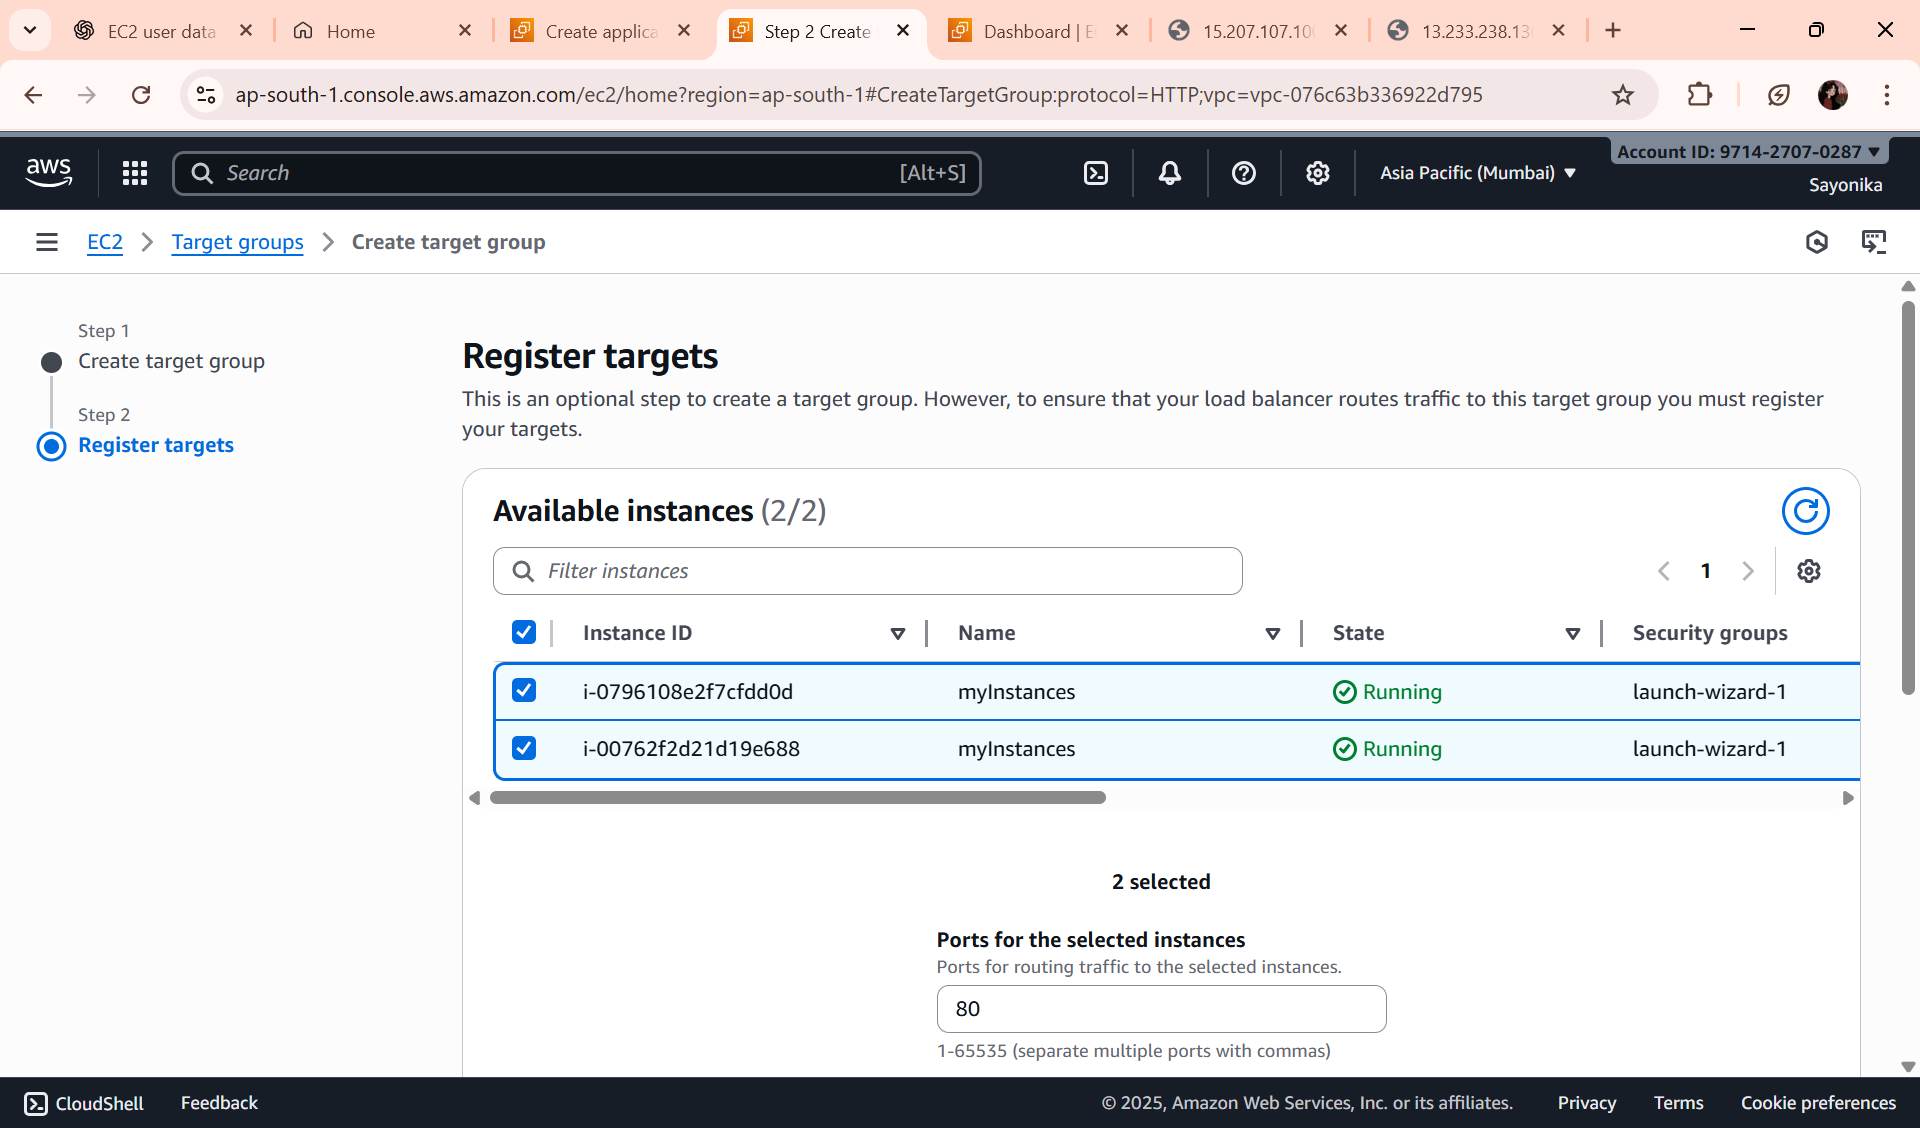 EC2 user data
Home
Create applica
Step 2 Create
Dashboard | E
15.207.107.10
13.233.238.13
ap-south-1.console.aws.amazon.com/ec2/home?region=ap-south-1#CreateTargetGroup:protocol=HTTP;vpc=vpc-076c63b336922d795
aws
Search
[Alt+S]
Asia Pacific (Mumbai)
Account ID: 9714-2707-0287
Sayonika
EC2
Target groups
Create target group
Step 1
Create target group
Step 2
Register targets
Register targets
This is an optional step to create a target group. However, to ensure that your load balancer routes traffic to this target group you must register
your targets.
Available instances (2/2)
Filter instances
1
Instance ID Name State Security groups
i-0796108e2f7cfdd0d myInstances Running launch-wizard-1
i-00762f2d21d19e688 myInstances Running launch-wizard-1
2 selected
Ports for the selected instances
Ports for routing traffic to the selected instances.
80
1-65535 (separate multiple ports with commas)
CloudShell
Feedback
© 2025, Amazon Web Services, Inc. or its affiliates.
Privacy
Terms
Cookie preferences